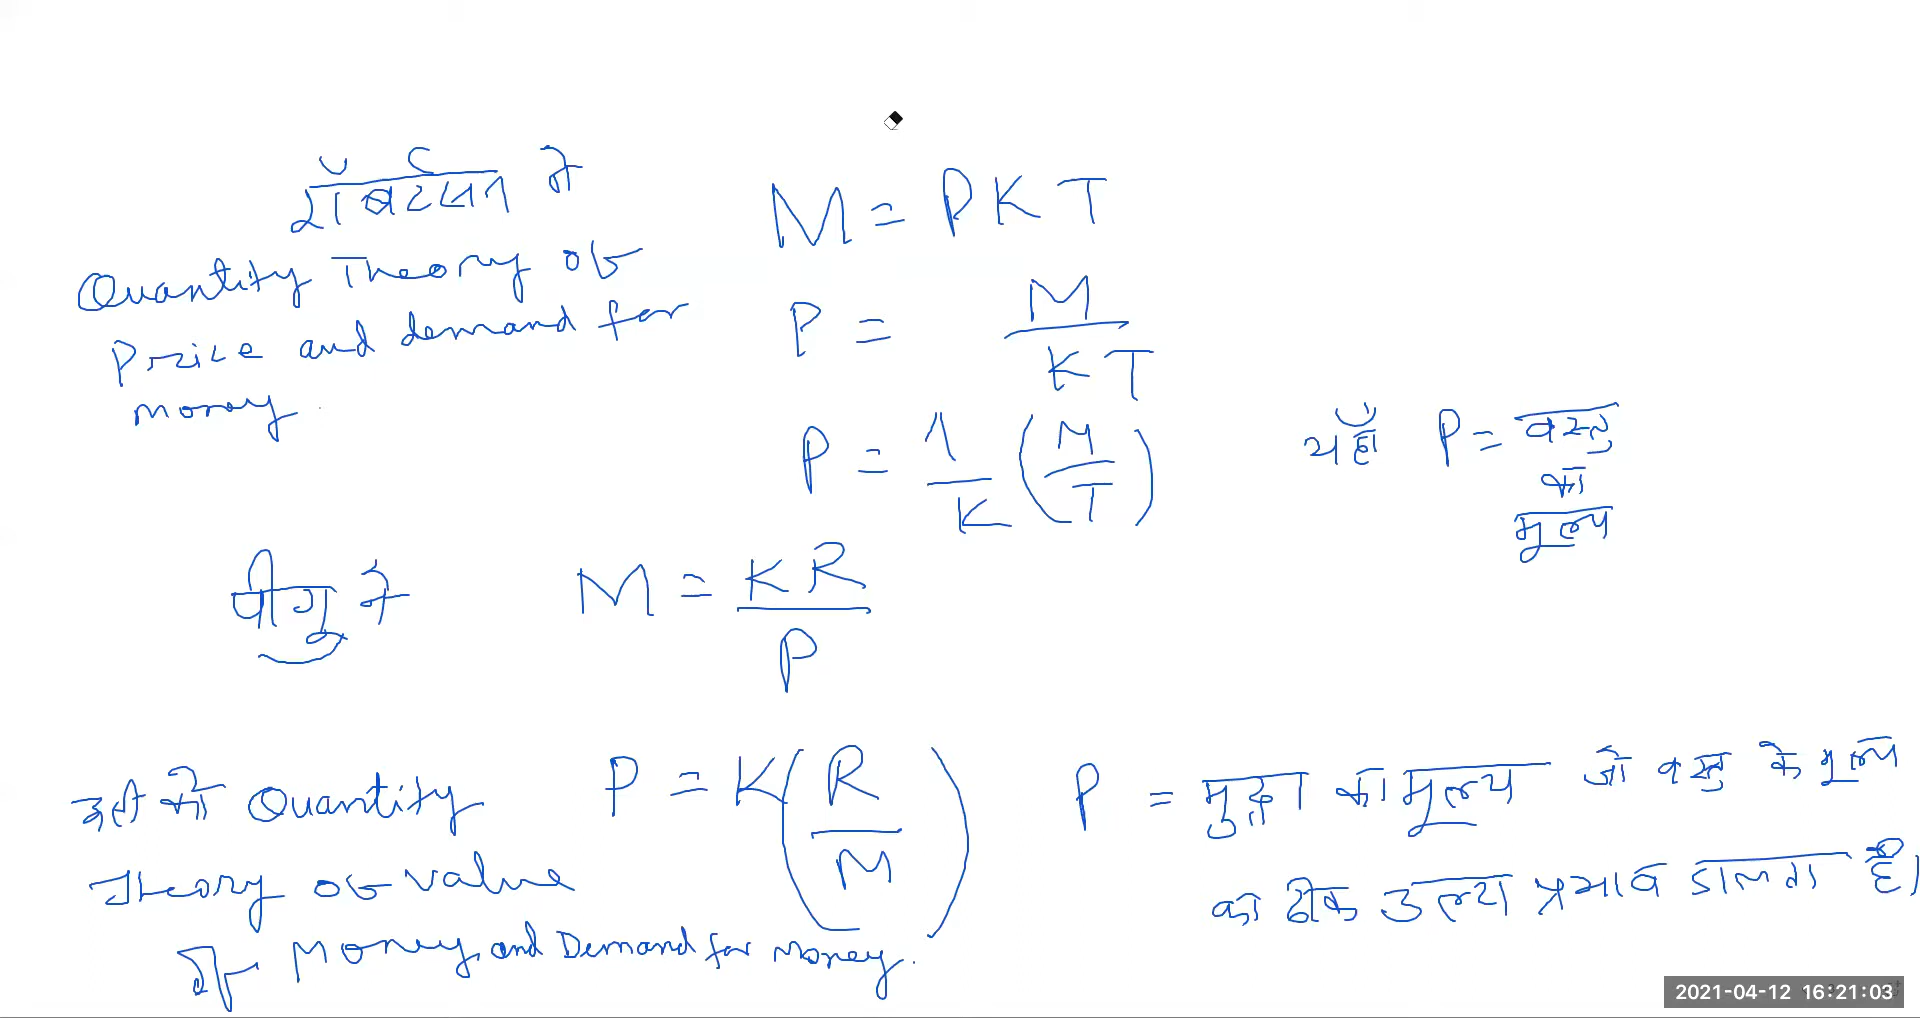 रॉबर्टसन ने
Quantity Theory of
Price and demand for
money.
M = PKT
P = M / KT
P = 1/K (M/T)
यहाँ P = वस्तु
का
मूल्य
पीगु ने
M = KR / P
इसी को Quantity
Theory of value
of Money and Demand for Money.
P = K(R/M)
P = मुद्रा का मूल्य जो वस्तु के मूल्य
को ठीक उल्टा प्रभाव डालता है।
2021-04-12 16:21:03